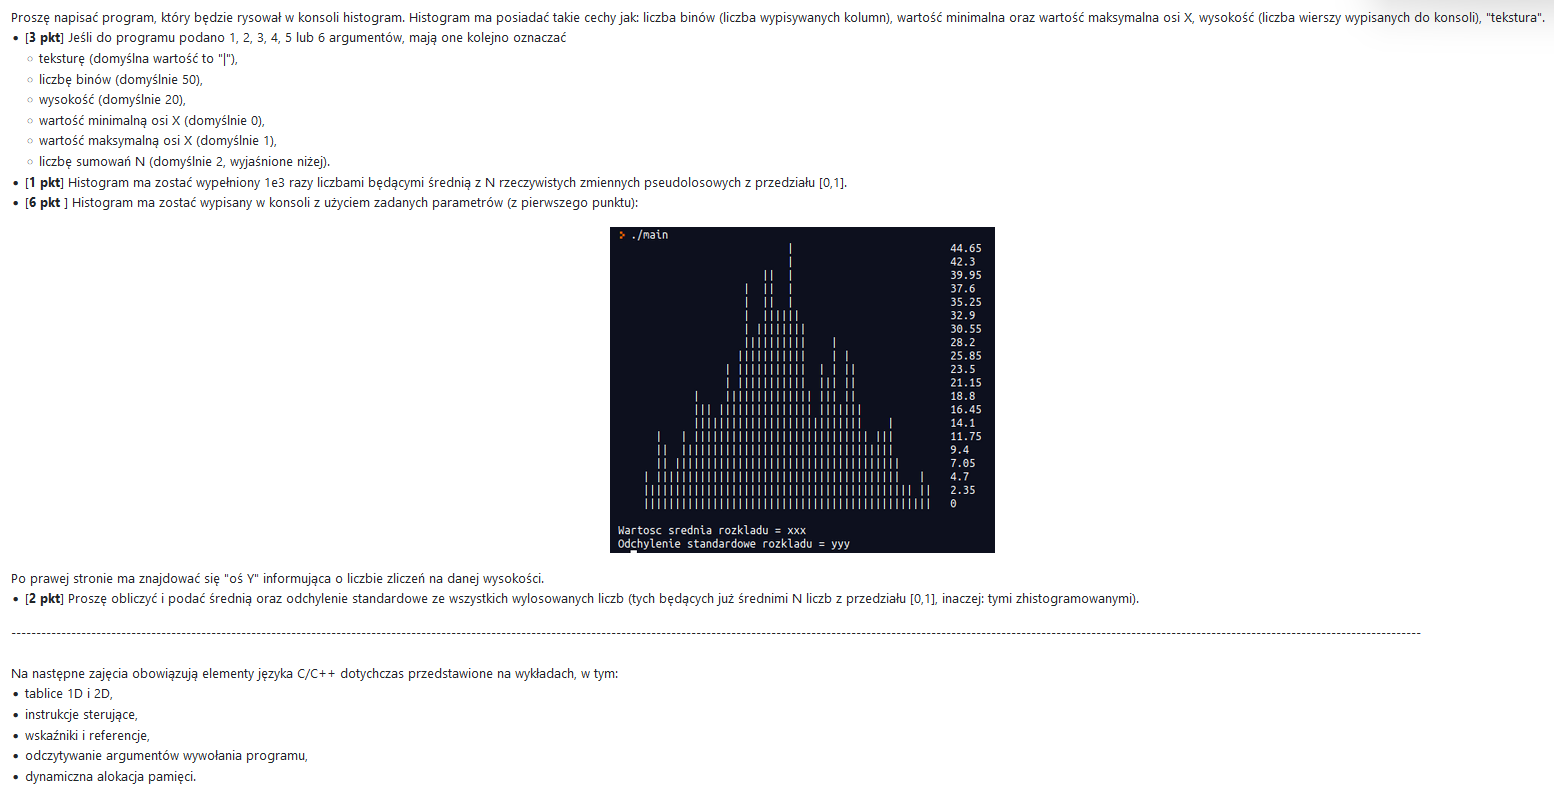 Proszę napisać program, który będzie rysował w konsoli histogram. Histogram ma posiadać takie cechy jak: liczba binów (liczba wypisywanych kolumn), wartość minimalna oraz wartość maksymalna osi X, wysokość (liczba wierszy wypisanych do konsoli), "tekstura".
• [3 pkt] Jeśli do programu podano 1, 2, 3, 4, 5 lub 6 argumentów, mają one kolejno oznaczać
◦ teksturę (domyślna wartość to "|"),
◦ liczbę binów (domyślnie 50),
◦ wysokość (domyślnie 20),
◦ wartość minimalną osi X (domyślnie 0),
◦ wartość maksymalną osi X (domyślnie 1),
◦ liczbę sumowań N (domyślnie 2, wyjaśnione niżej).
• [1 pkt] Histogram ma zostać wypełniony 1e3 razy liczbami będącymi średnią z N rzeczywistych zmiennych pseudolosowych z przedziału [0,1].
• [6 pkt ] Histogram ma zostać wypisany w konsoli z użyciem zadanych parametrów (z pierwszego punktu):
./main
44.65
42.3
39.95
37.6
35.25
32.9
30.55
28.2
25.85
23.5
21.15
18.8
16.45
14.1
11.75
9.4
7.05
4.7
2.35
0
Wartosc srednia rozkladu = xxx
Odchylenie standardowe rozkladu = yyy
Po prawej stronie ma znajdować się "oś Y" informująca o liczbie zliczeń na danej wysokości.
• [2 pkt] Proszę obliczyć i podać średnią oraz odchylenie standardowe ze wszystkich wylosowanych liczb (tych będących już średnimi N liczb z przedziału [0,1], inaczej: tymi zhistogramowanymi).
Na następne zajęcia obowiązują elementy języka C/C++ dotychczas przedstawione na wykładach, w tym:
• tablice 1D i 2D,
• instrukcje sterujące,
• wskaźniki i referencje,
• odczytywanie argumentów wywołania programu,
• dynamiczna alokacja pamięci.